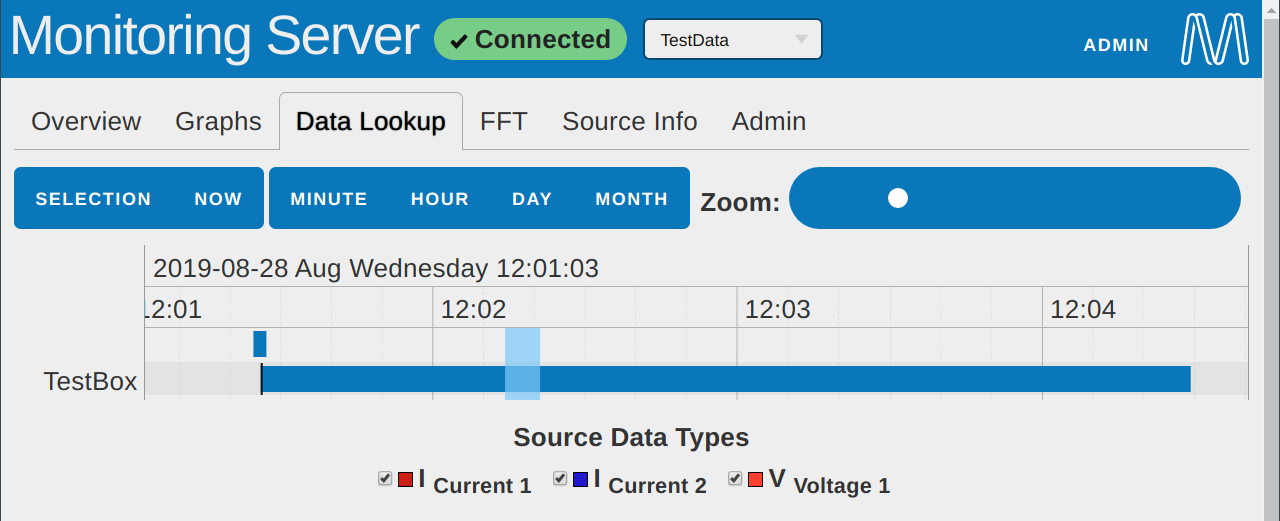 Monitoring Server ✔ Connected TestData ADMIN
Overview Graphs Data Lookup FFT Source Info Admin
SELECTION NOW MINUTE HOUR DAY MONTH Zoom:
2019-08-28 Aug Wednesday 12:01:03
12:01 12:02 12:03 12:04
TestBox
Source Data Types
I Current 1 I Current 2 V Voltage 1